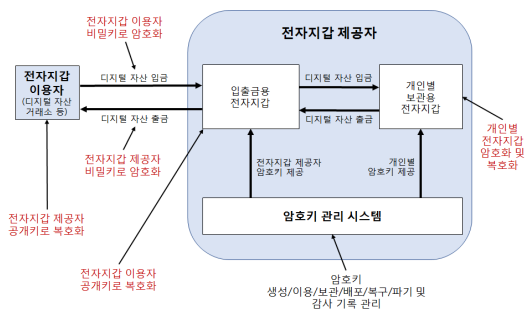 전자지갑 이용자
비밀키로 암호화
전자지갑 제공자
전자지갑
이용자
(디지털 자산
거래소 등)
디지털 자산 입금
디지털 자산 출금
입출금용
전자지갑
디지털 자산 입금
디지털 자산 출금
개인별
보관용
전자지갑
개인별
전자지갑
암호화 및
복호화
전자지갑 제공자
비밀키로 암호화
전자지갑 제공자
암호키 제공
개인별
암호키 제공
전자지갑 제공자
공개키로 복호화
암호키 관리 시스템
전자지갑 이용자
공개키로 복호화
암호키
생성/이용/보관/배포/복구/파기 및
감사 기록 관리